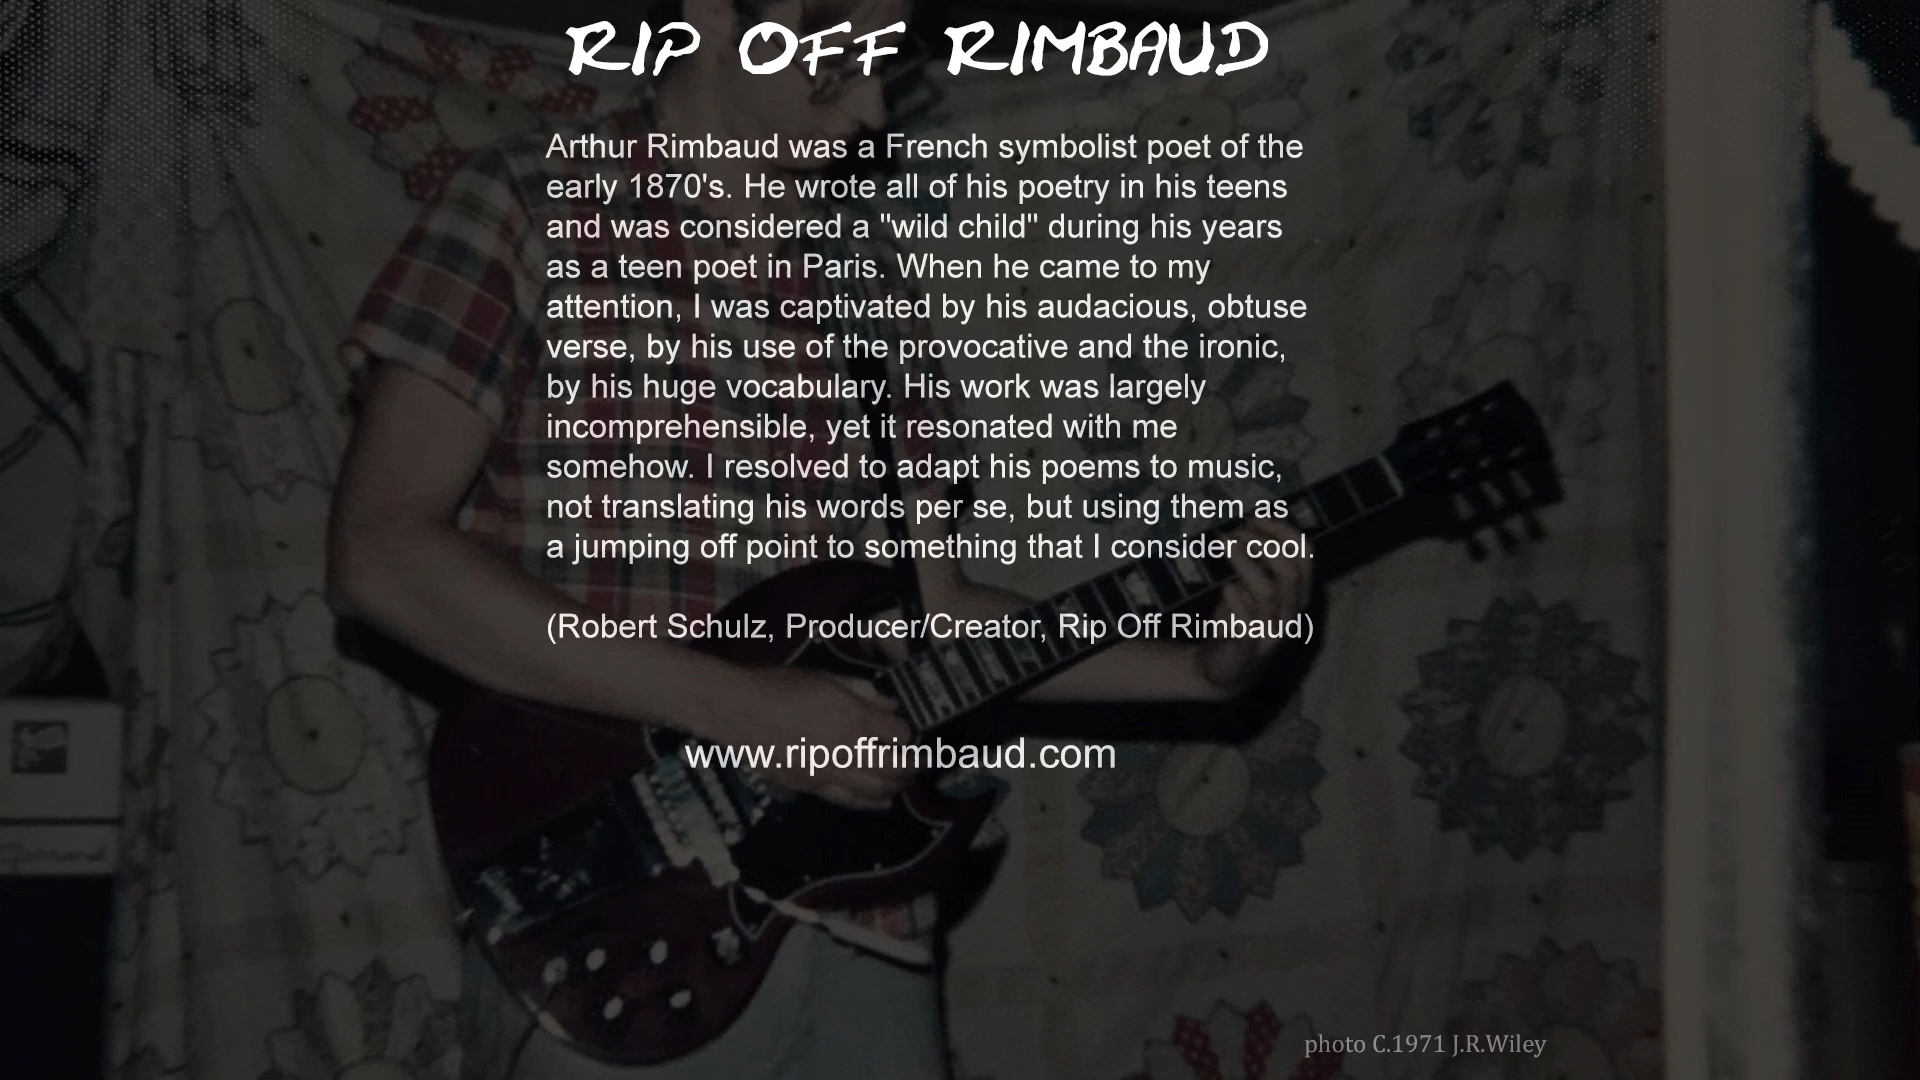 RIP OFF RIMBAUD
Arthur Rimbaud was a French symbolist poet of the
early 1870's. He wrote all of his poetry in his teens
and was considered a "wild child" during his years
as a teen poet in Paris. When he came to my
attention, I was captivated by his audacious, obtuse
verse, by his use of the provocative and the ironic,
by his huge vocabulary. His work was largely
incomprehensible, yet it resonated with me
somehow. I resolved to adapt his poems to music,
not translating his words per se, but using them as
a jumping off point to something that I consider cool.
(Robert Schulz, Producer/Creator, Rip Off Rimbaud)
www.ripoffrimbaud.com
photo C.1971 J.R.Wiley